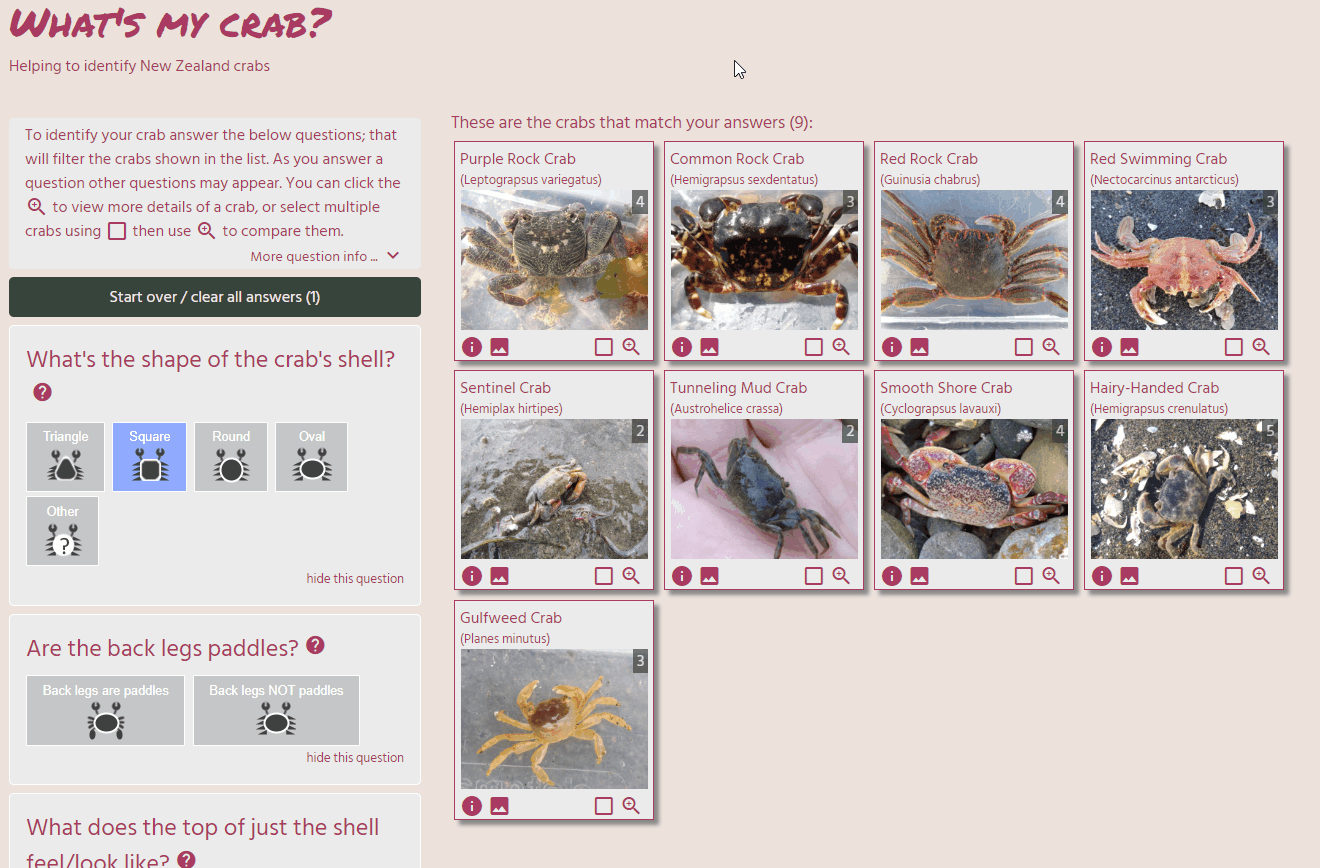 What's my crab?
Helping to identify New Zealand crabs
To identify your crab answer the below questions; that
will filter the crabs shown in the list. As you answer a
question other questions may appear. You can click the
to view more details of a crab, or select multiple
crabs using then use to compare them.
More question info ...
Start over / clear all answers (1)
What's the shape of the crab's shell?
?
Triangle Square Round Oval
Other
?
hide this question
Are the back legs paddles? ?
Back legs are paddles Back legs NOT paddles
hide this question
What does the top of just the shell
feel/look like? ?
These are the crabs that match your answers (9):
Purple Rock Crab
(Leptograpsus variegatus)
4
i
Common Rock Crab
(Hemigrapsus sexdentatus)
3
i
Red Rock Crab
(Guinusia chabrus)
4
i
Red Swimming Crab
(Nectocarcinus antarcticus)
3
i
Sentinel Crab
(Hemiplax hirtipes)
2
i
Tunneling Mud Crab
(Austrohelice crassa)
2
i
Smooth Shore Crab
(Cyclograpsus lavauxi)
4
i
Hairy-Handed Crab
(Hemigrapsus crenulatus)
5
i
Gulfweed Crab
(Planes minutus)
3
i